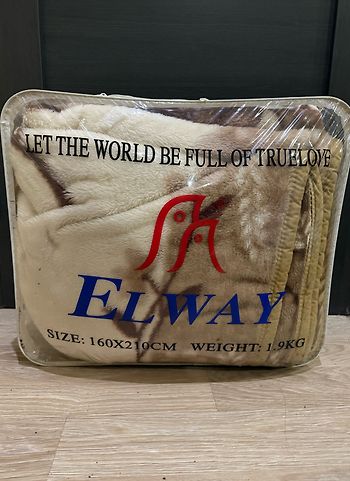 LET THE WORLD BE FULL OF TRUELOVE
ELWAY
SIZE: 160X210CM WEIGHT: 1.9KG